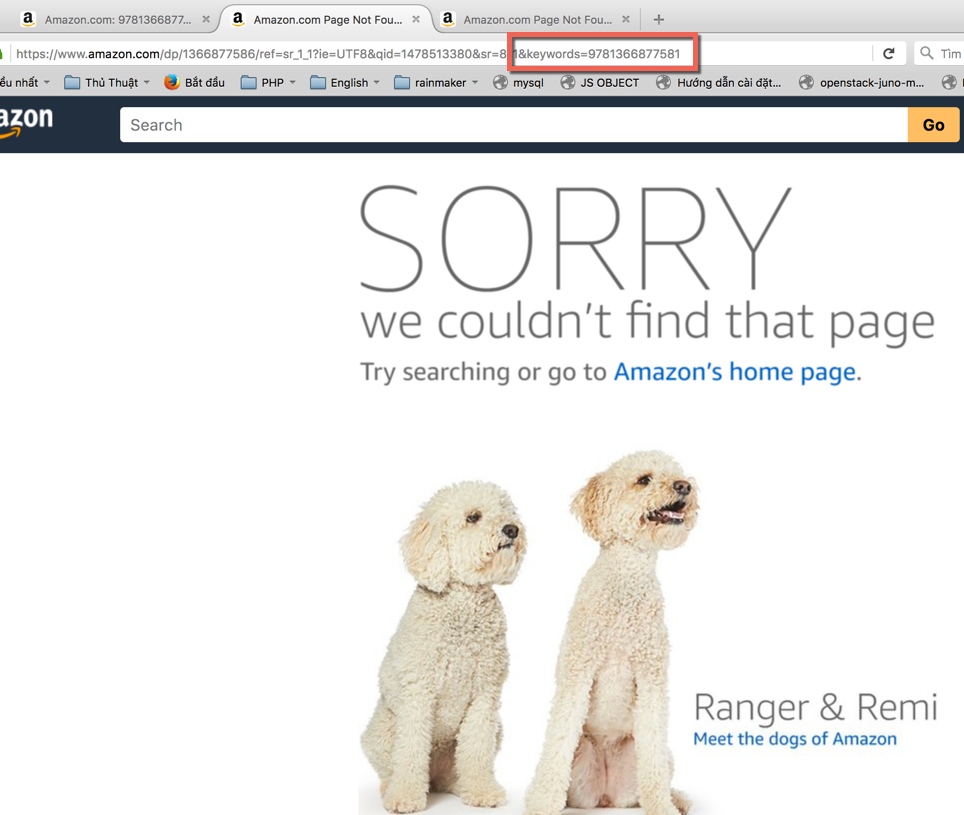 Amazon.com: 9781366877... Amazon.com Page Not Fou... Amazon.com Page Not Fou...
https://www.amazon.com/dp/1366877586/ref=sr_1_1?ie=UTF8&qid=1478513380&sr=8 1&keywords=9781366877581 Tìm
ều nhất Thủ Thuật Bắt đầu PHP English rainmaker mysql JS OBJECT Hướng dẫn cài đặt... openstack-juno-m...
azon Search Go
SORRY
we couldn't find that page
Try searching or go to Amazon's home page.
Ranger & Remi
Meet the dogs of Amazon